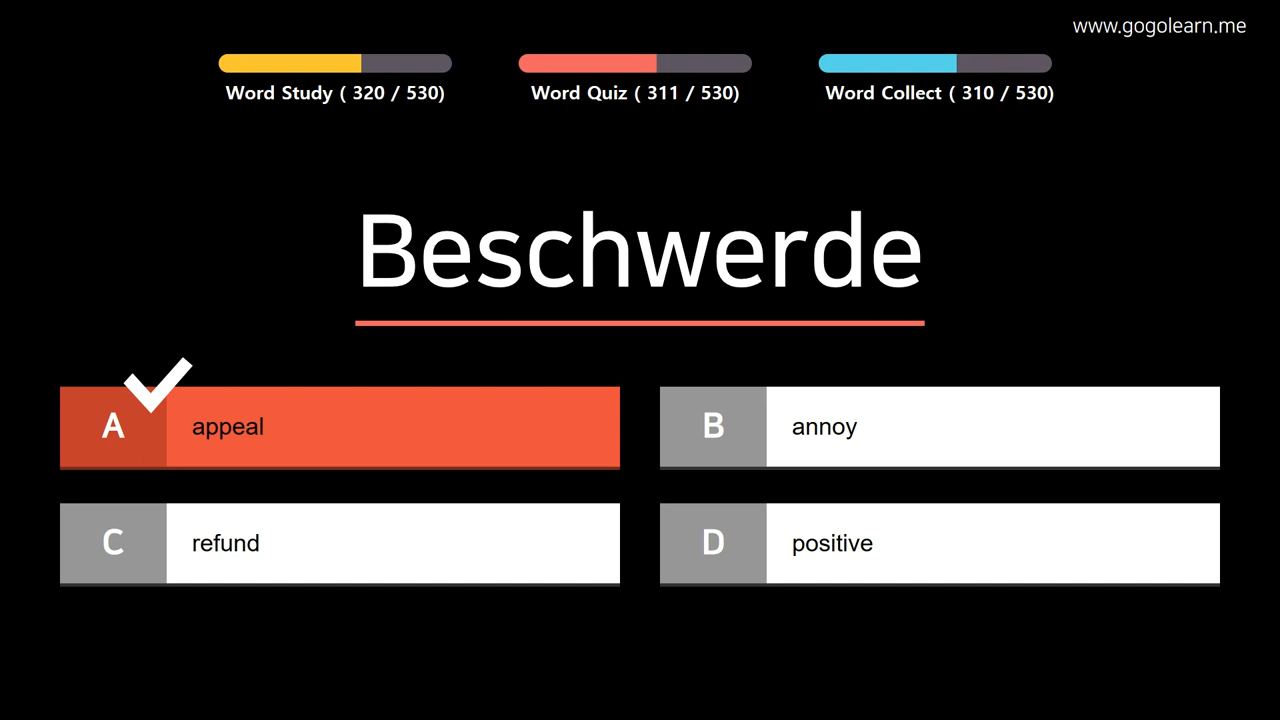 www.gogolearn.me
Word Study ( 320 / 530)
Word Quiz ( 311 / 530)
Word Collect ( 310 / 530)
Beschwerde
A appeal
B annoy
C refund
D positive